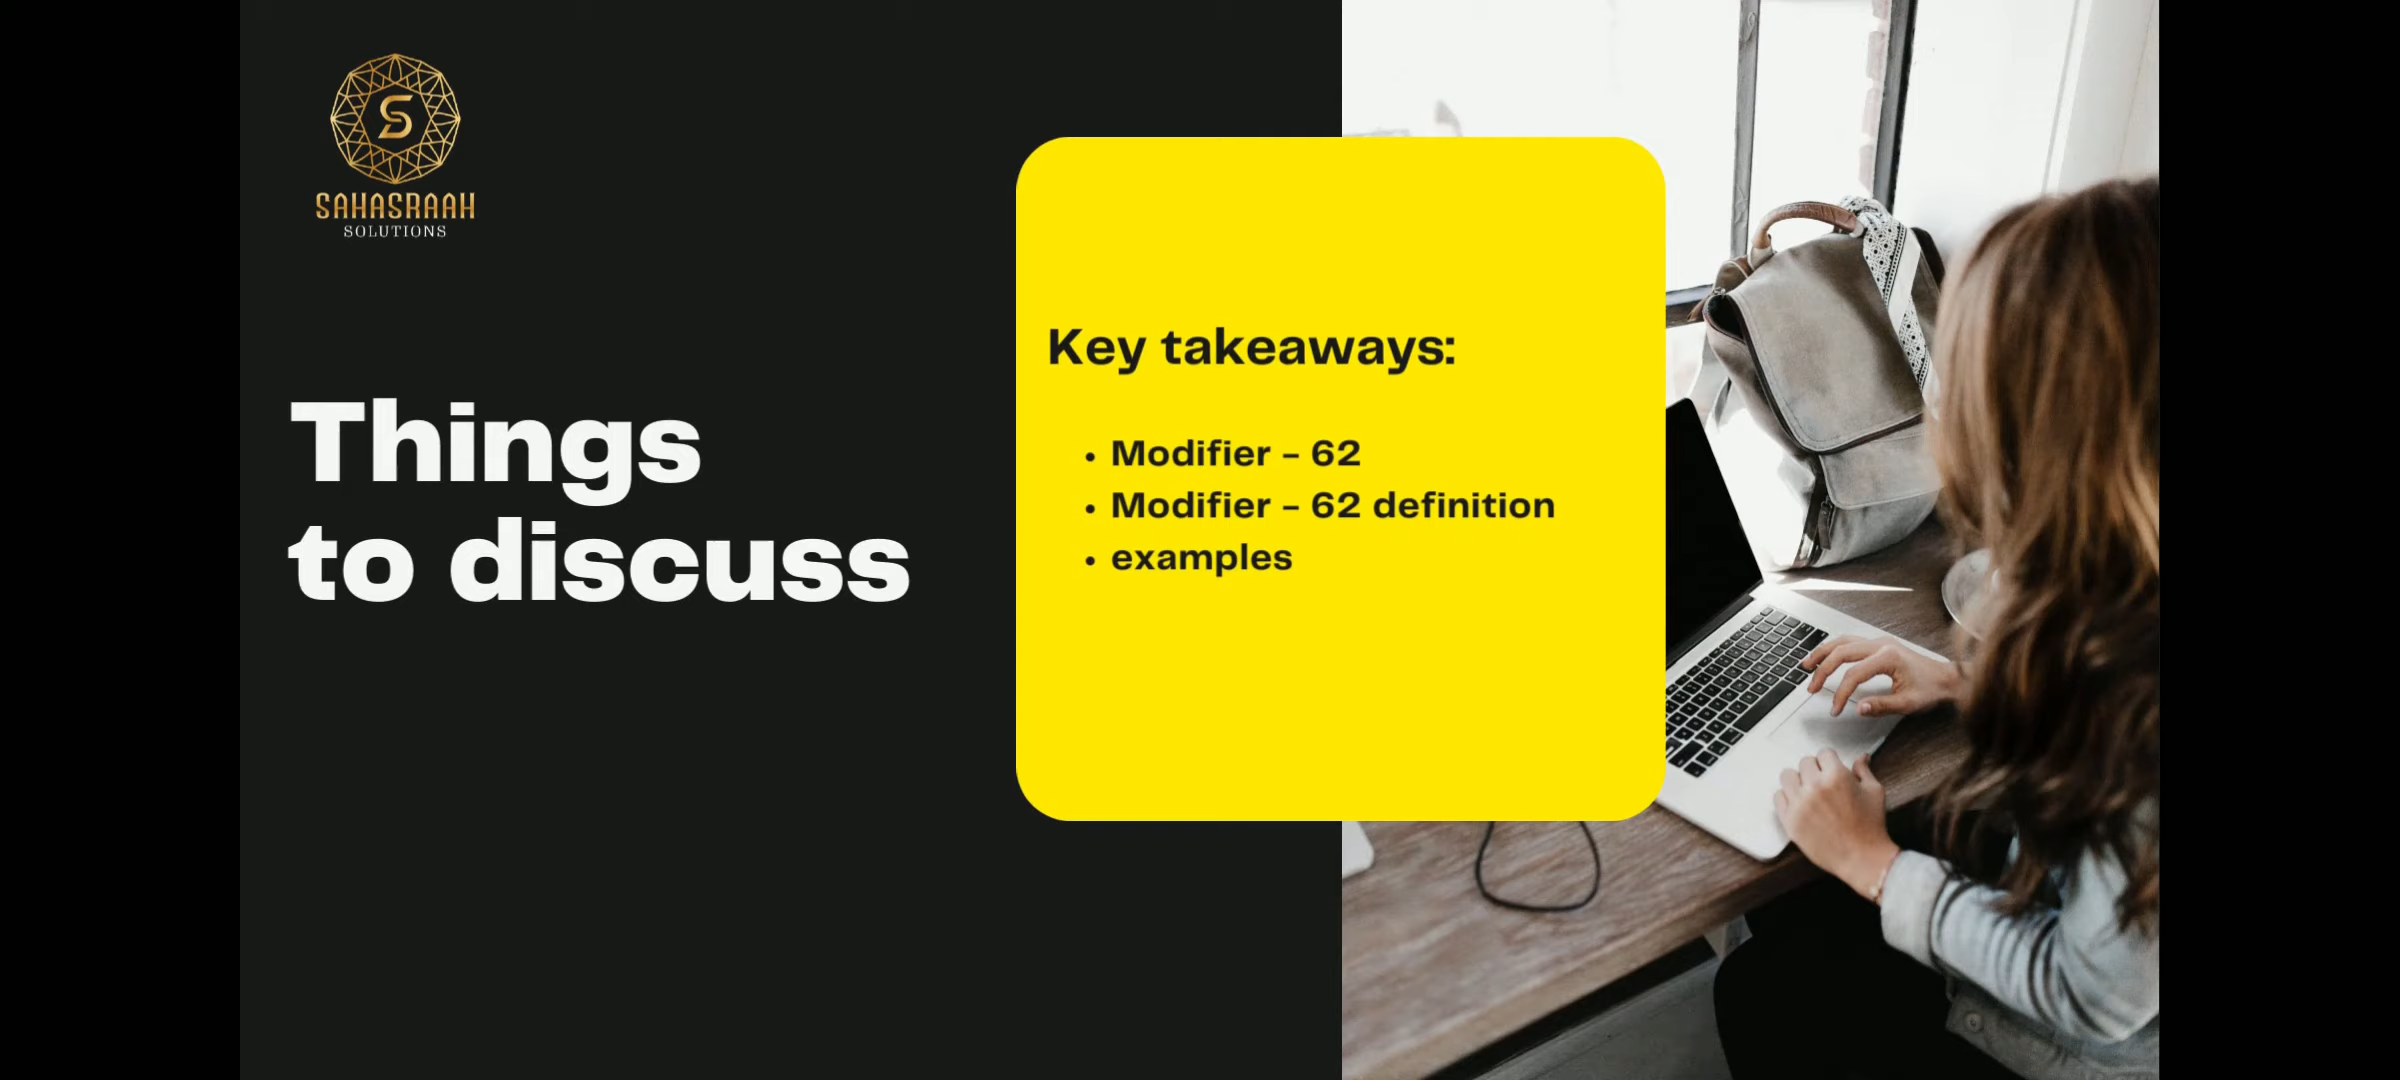 SAHASRAAH
SOLUTIONS
Things
to discuss
Key takeaways:
• Modifier - 62
• Modifier - 62 definition
• examples